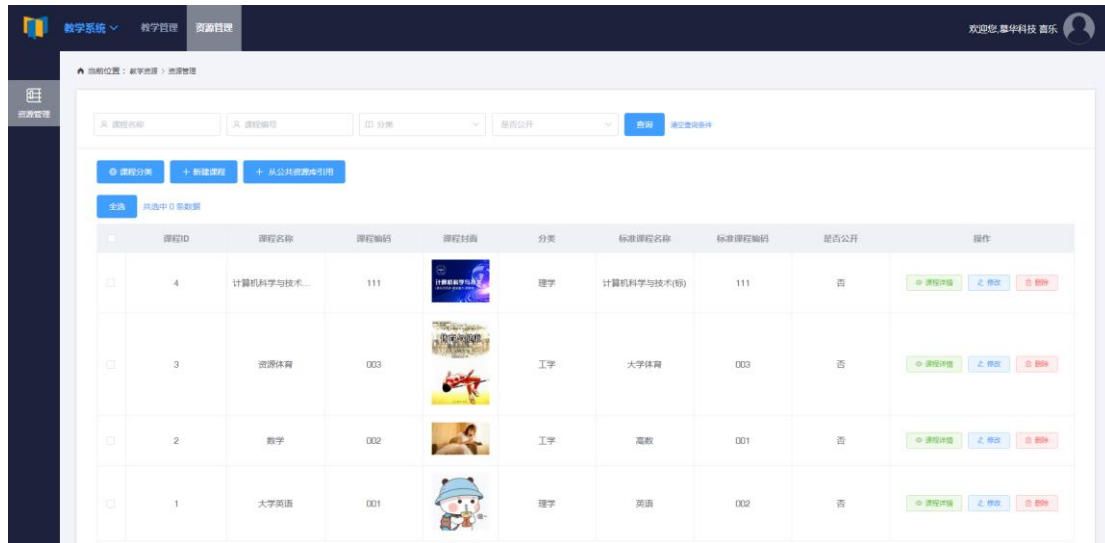 教学系统 教学管理 资源管理 欢迎您,慕华科技 喜乐
当前位置： 教学资源 > 资源管理
资源管理
课程名称 课程编号 分类 是否公开 查询 清空查询条件
课程分类 + 新建课程 + 从公共资源库引用
全选 共选中 0 条数据
课程ID 课程名称 课程编码 课程封面 分类 标准课程名称 标准课程编码 是否公开 操作
4 计算机科学与技术... 111 理学 计算机科学与技术(标) 111 否 课程详情 修改 删除
3 资源体育 003 工学 大学体育 003 否 课程详情 修改 删除
2 数学 002 工学 高数 001 否 课程详情 修改 删除
1 大学英语 001 理学 英语 002 否 课程详情 修改 删除